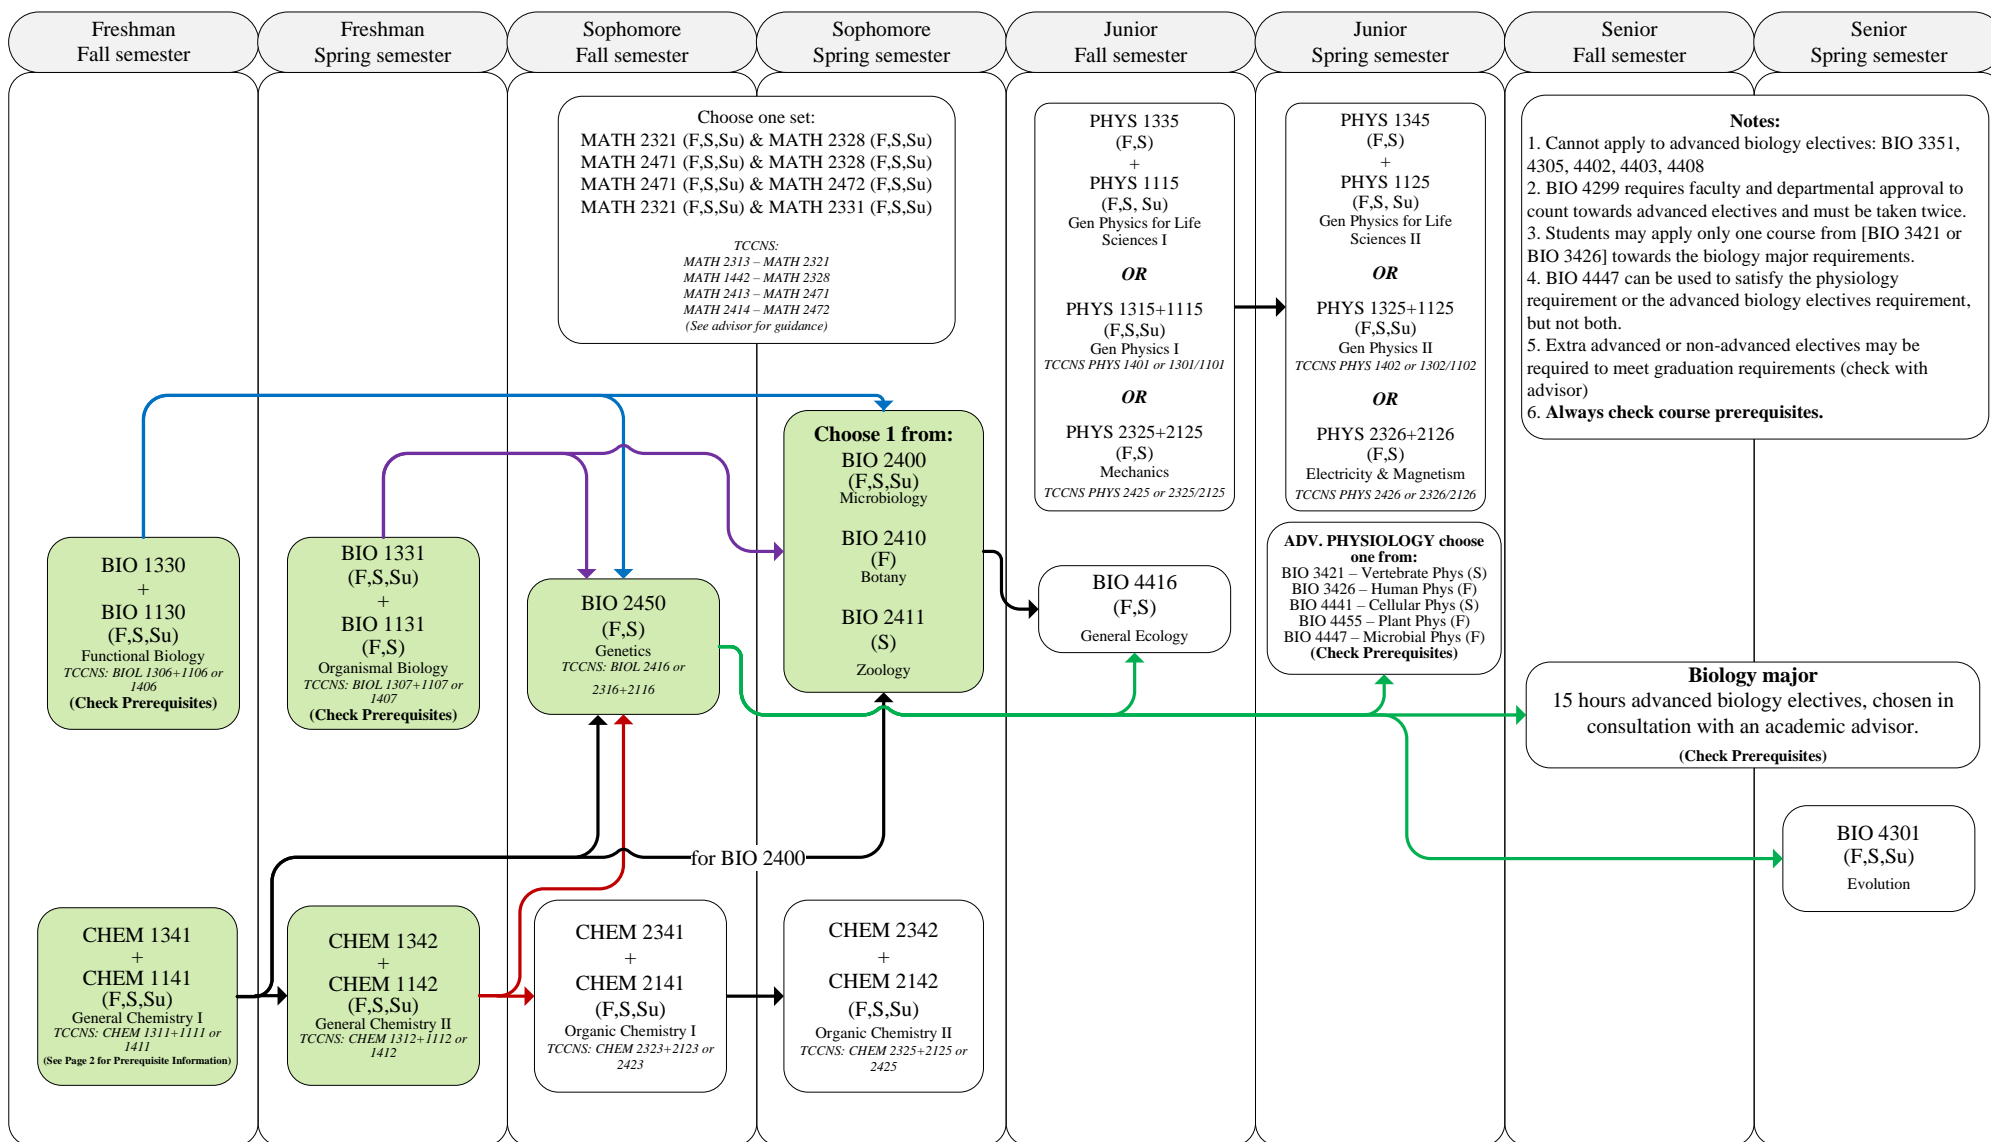 Freshman
Fall semester
Freshman
Spring semester
Sophomore
Fall semester
Sophomore
Spring semester
Junior
Fall semester
Junior
Spring semester
Senior
Fall semester
Senior
Spring semester
Choose one set:
MATH 2321 (F,S,Su) & MATH 2328 (F,S,Su)
MATH 2471 (F,S,Su) & MATH 2328 (F,S,Su)
MATH 2471 (F,S,Su) & MATH 2472 (F,S,Su)
MATH 2321 (F,S,Su) & MATH 2331 (F,S,Su)
TCCNS:
MATH 2313 – MATH 2321
MATH 1442 – MATH 2328
MATH 2413 – MATH 2471
MATH 2414 – MATH 2472
(See advisor for guidance)
PHYS 1335
(F,S)
+
PHYS 1115
(F,S, Su)
Gen Physics for Life
Sciences I
OR
PHYS 1315+1115
(F,S,Su)
Gen Physics I
TCCNS PHYS 1401 or 1301/1101
OR
PHYS 2325+2125
(F,S)
Mechanics
TCCNS PHYS 2425 or 2325/2125
PHYS 1345
(F,S)
+
PHYS 1125
(F,S, Su)
Gen Physics for Life
Sciences II
OR
PHYS 1325+1125
(F,S,Su)
Gen Physics II
TCCNS PHYS 1402 or 1302/1102
OR
PHYS 2326+2126
(F,S)
Electricity & Magnetism
TCCNS PHYS 2426 or 2326/2126
Notes:
1. Cannot apply to advanced biology electives: BIO 3351,
4305, 4402, 4403, 4408
2. BIO 4299 requires faculty and departmental approval to
count towards advanced electives and must be taken twice.
3. Students may apply only one course from [BIO 3421 or
BIO 3426] towards the biology major requirements.
4. BIO 4447 can be used to satisfy the physiology
requirement or the advanced biology electives requirement,
but not both.
5. Extra advanced or non-advanced electives may be
required to meet graduation requirements (check with
advisor)
6. Always check course prerequisites.
BIO 1330
+
BIO 1130
(F,S,Su)
Functional Biology
TCCNS: BIOL 1306+1106 or
1406
(Check Prerequisites)
BIO 1331
(F,S,Su)
+
BIO 1131
(F,S)
Organismal Biology
TCCNS: BIOL 1307+1107 or
1407
(Check Prerequisites)
BIO 2450
(F,S)
Genetics
TCCNS: BIOL 2416 or
2316+2116
Choose 1 from:
BIO 2400
(F,S,Su)
Microbiology
BIO 2410
(F)
Botany
BIO 2411
(S)
Zoology
BIO 4416
(F,S)
General Ecology
ADV. PHYSIOLOGY choose
one from:
BIO 3421 – Vertebrate Phys (S)
BIO 3426 – Human Phys (F)
BIO 4441 – Cellular Phys (S)
BIO 4455 – Plant Phys (F)
BIO 4447 – Microbial Phys (F)
(Check Prerequisites)
Biology major
15 hours advanced biology electives, chosen in
consultation with an academic advisor.
(Check Prerequisites)
BIO 4301
(F,S,Su)
Evolution
for BIO 2400
CHEM 1341
+
CHEM 1141
(F,S,Su)
General Chemistry I
TCCNS: CHEM 1311+1111 or
1411
(See Page 2 for Prerequisite Information)
CHEM 1342
+
CHEM 1142
(F,S,Su)
General Chemistry II
TCCNS: CHEM 1312+1112 or
1412
CHEM 2341
+
CHEM 2141
(F,S,Su)
Organic Chemistry I
TCCNS: CHEM 2323+2123 or
2423
CHEM 2342
+
CHEM 2142
(F,S,Su)
Organic Chemistry II
TCCNS: CHEM 2325+2125 or
2425